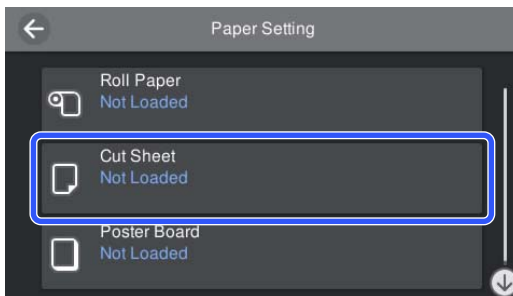 Paper Setting
Roll Paper
Not Loaded
Cut Sheet
Not Loaded
Poster Board
Not Loaded